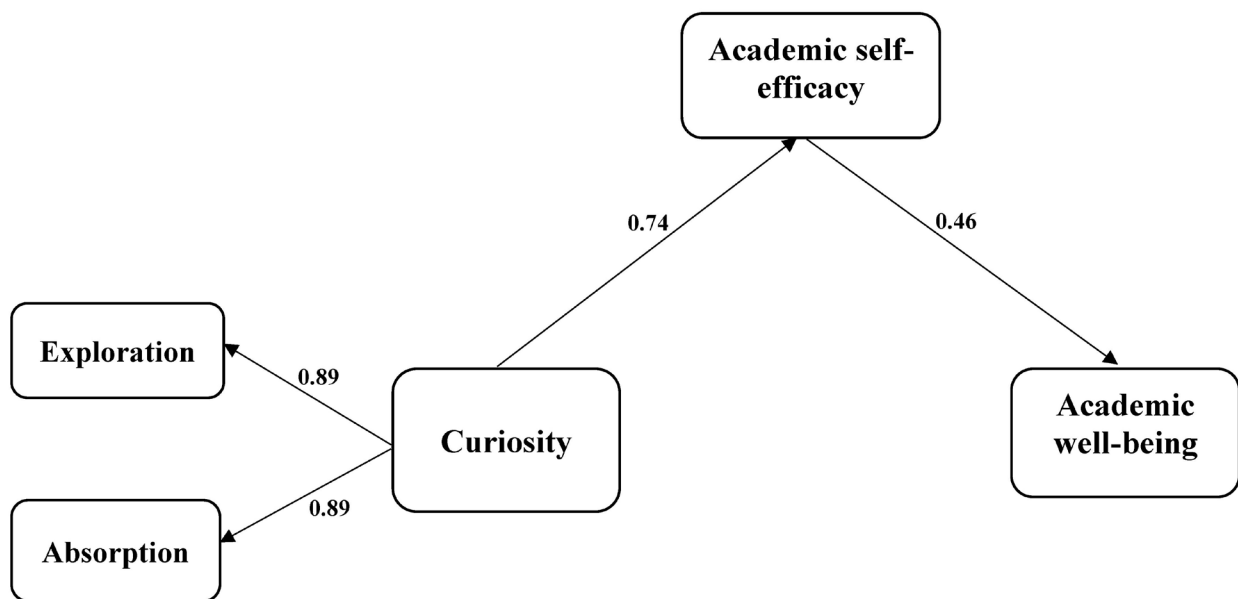 Academic self-
efficacy
0.74
0.46
Exploration
0.89
Curiosity
Academic
well-being
0.89
Absorption